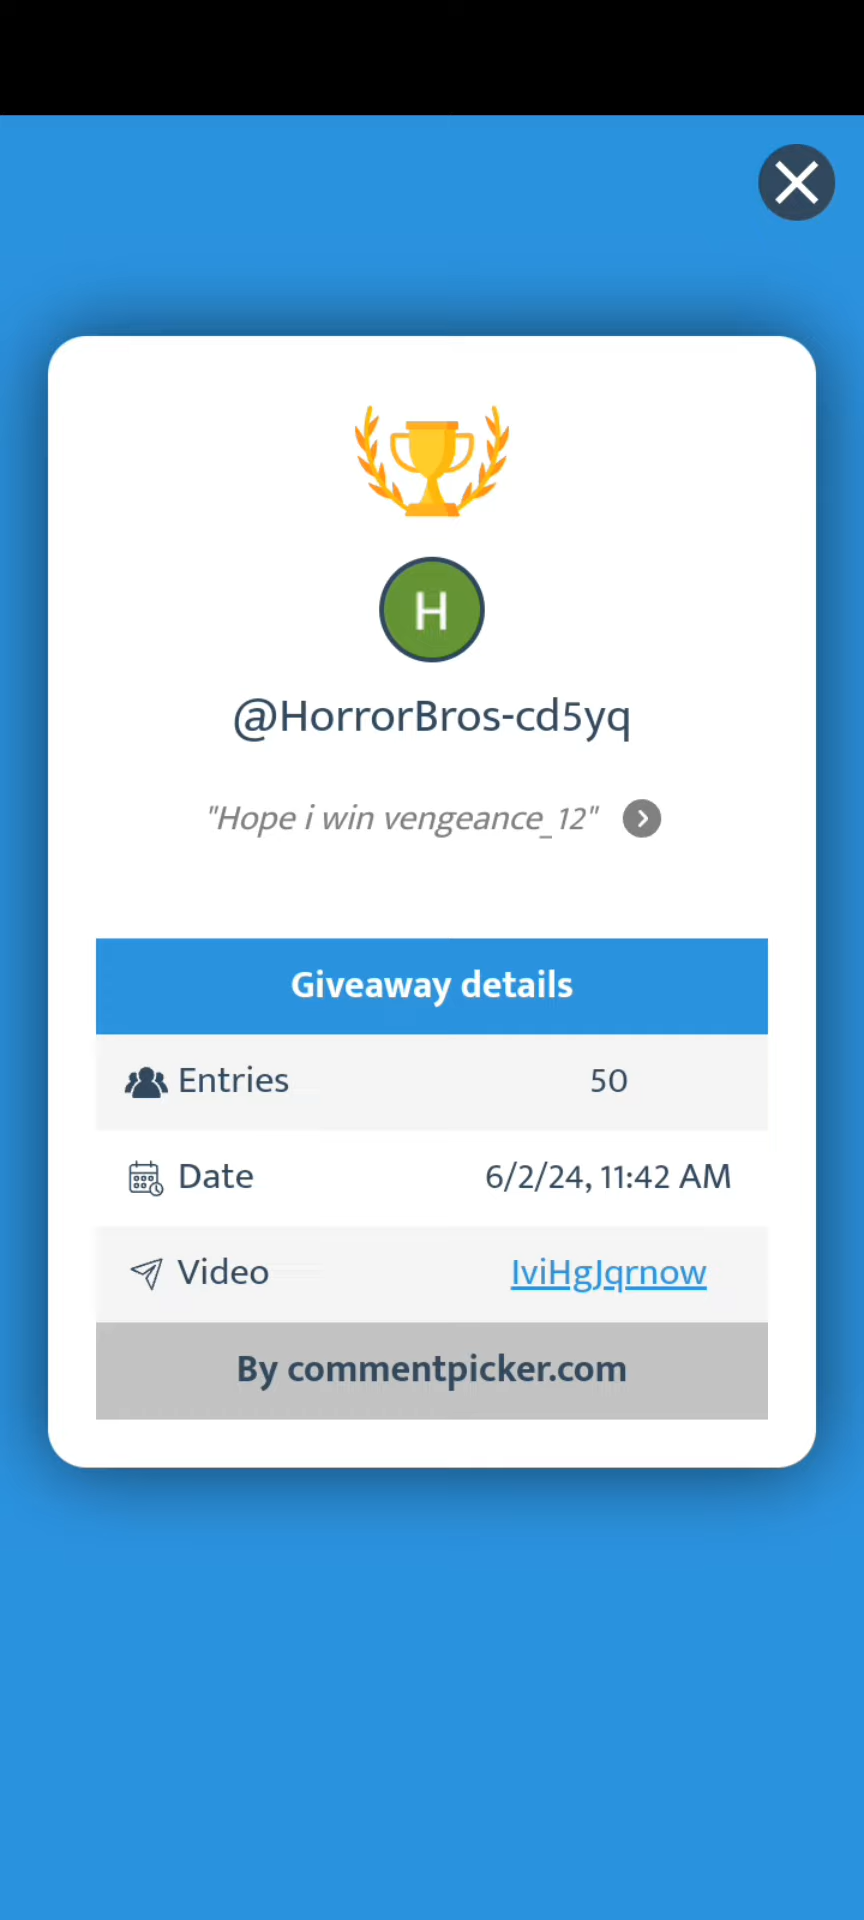 H
@HorrorBros-cd5yq
"Hope i win vengeance_12"
Giveaway details
Entries 50
Date 6/2/24, 11:42 AM
Video IviHgJqrnow
By commentpicker.com